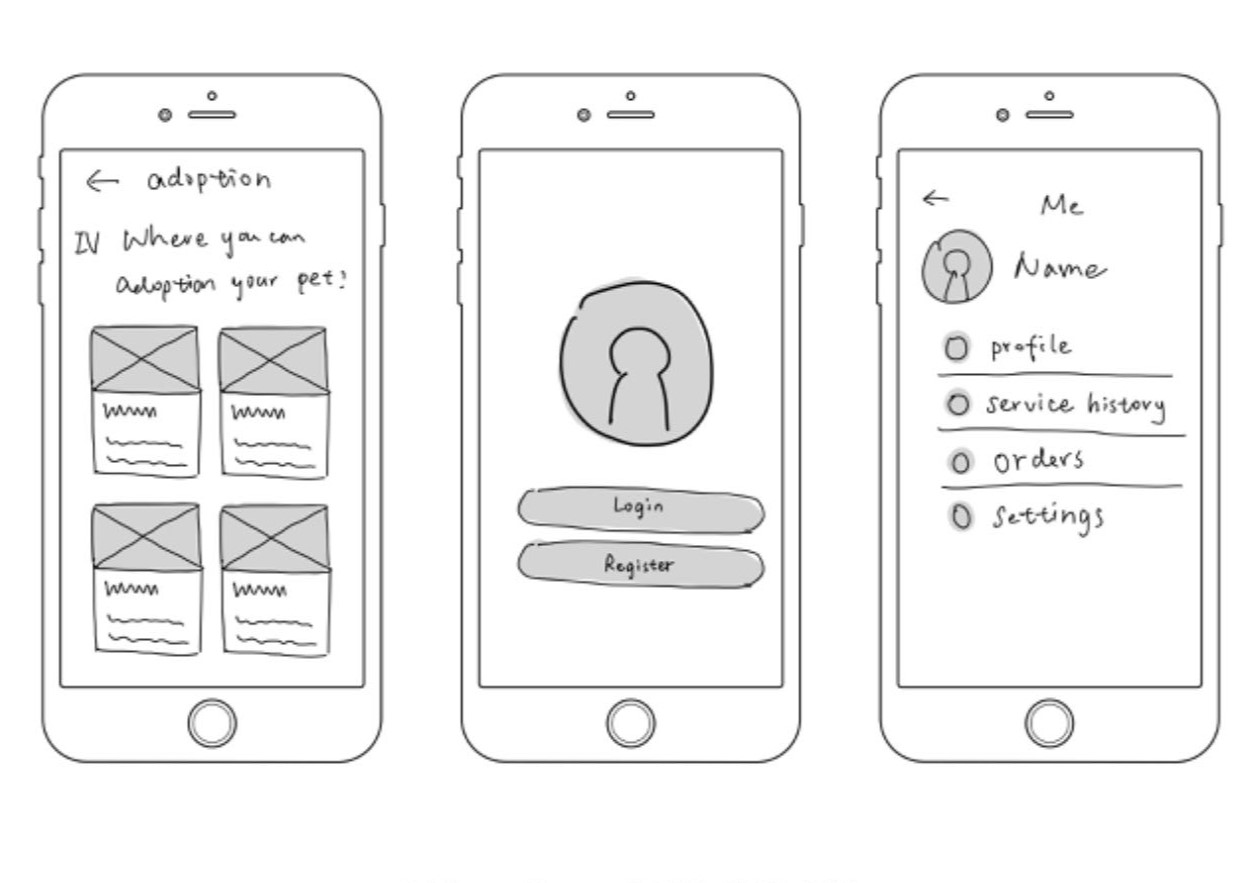 adoption
IV Where you can
adoption your pet?
Login
Register
Me
Name
profile
service history
orders
settings